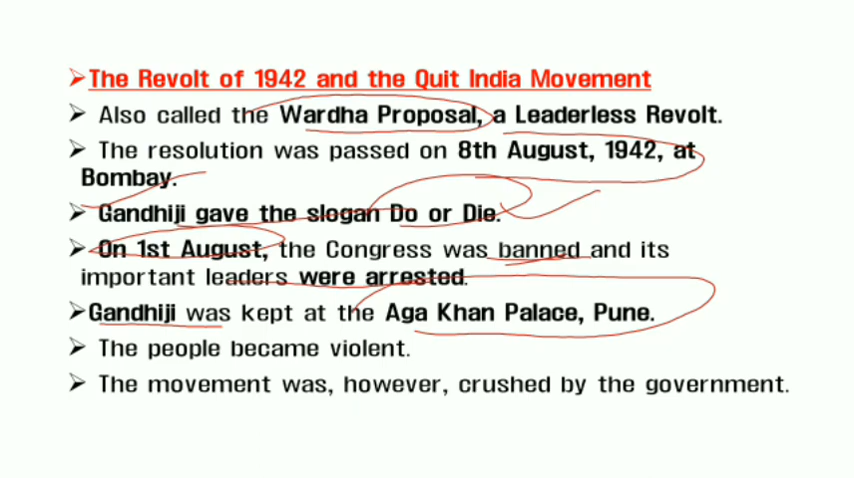 ➢The Revolt of 1942 and the Quit India Movement
➢ Also called the Wardha Proposal, a Leaderless Revolt.
➢ The resolution was passed on 8th August, 1942, at
Bombay.
➢ Gandhiji gave the slogan Do or Die.
➢ On 1st August, the Congress was banned and its
important leaders were arrested.
➢Gandhiji was kept at the Aga Khan Palace, Pune.
➢ The people became violent.
➢ The movement was, however, crushed by the government.